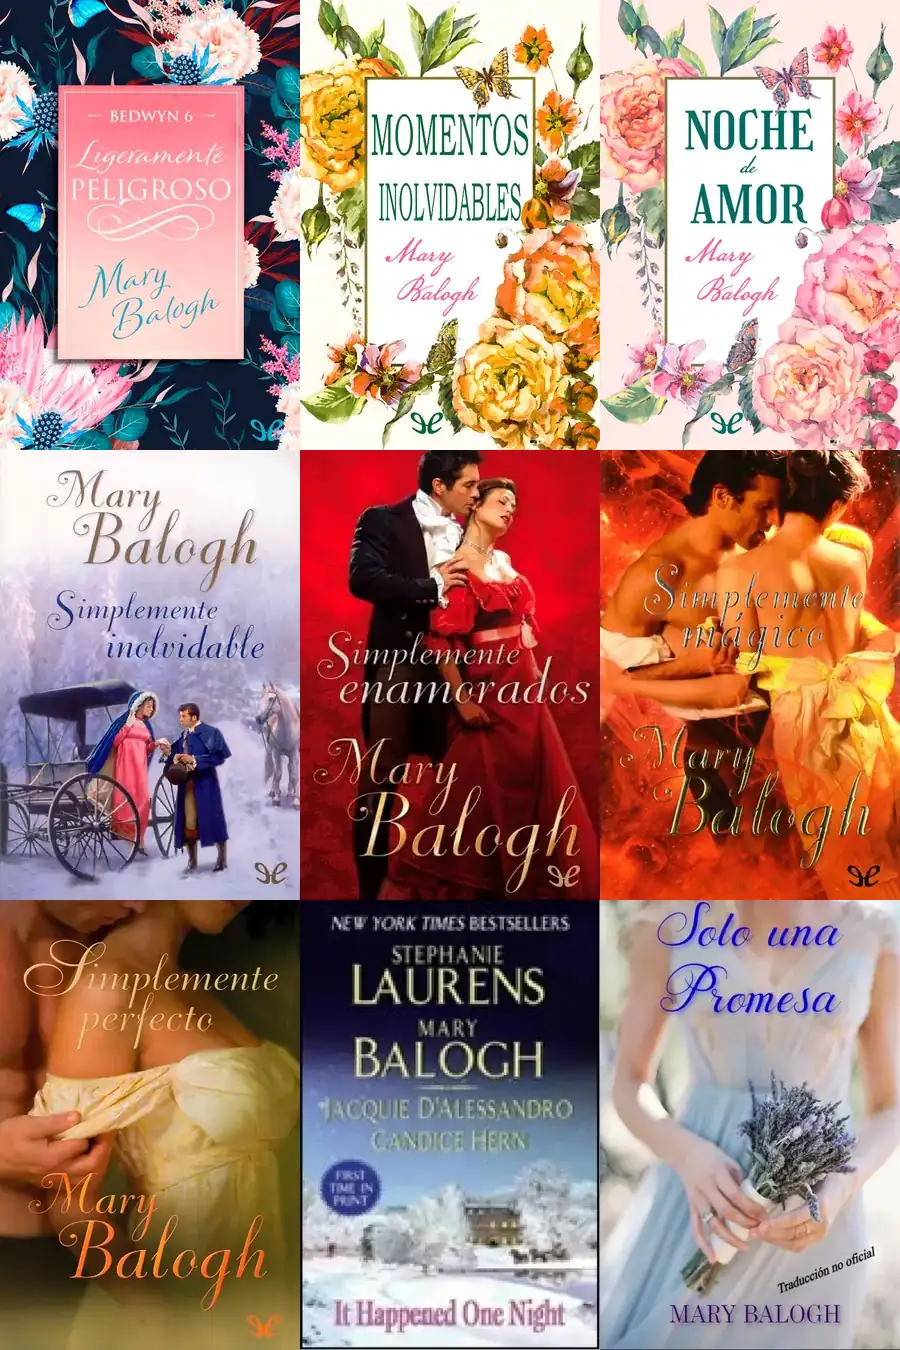 BEDWYN 6
Ligeramente
PELIGROSO
Mary
Balogh
MOMENTOS
INOLVIDABLES
Mary
Balogh
NOCHE
de
AMOR
Mary
Balogh
Mary
Balogh
Simplemente
inolvidable
Simplemente
enamorados
Mary
Balogh
Simplemente
mágico
Mary
Balogh
Simplemente
perfecto
Mary
Balogh
NEW YORK TIMES BESTSELLERS
STEPHANIE
LAURENS
MARY
BALOGH
JACQUIE D'ALESSANDRO
CANDICE HERN
FIRST
TIME IN
PRINT
It Happened One Night
Solo una
Promesa
Traducción no oficial
MARY BALOGH